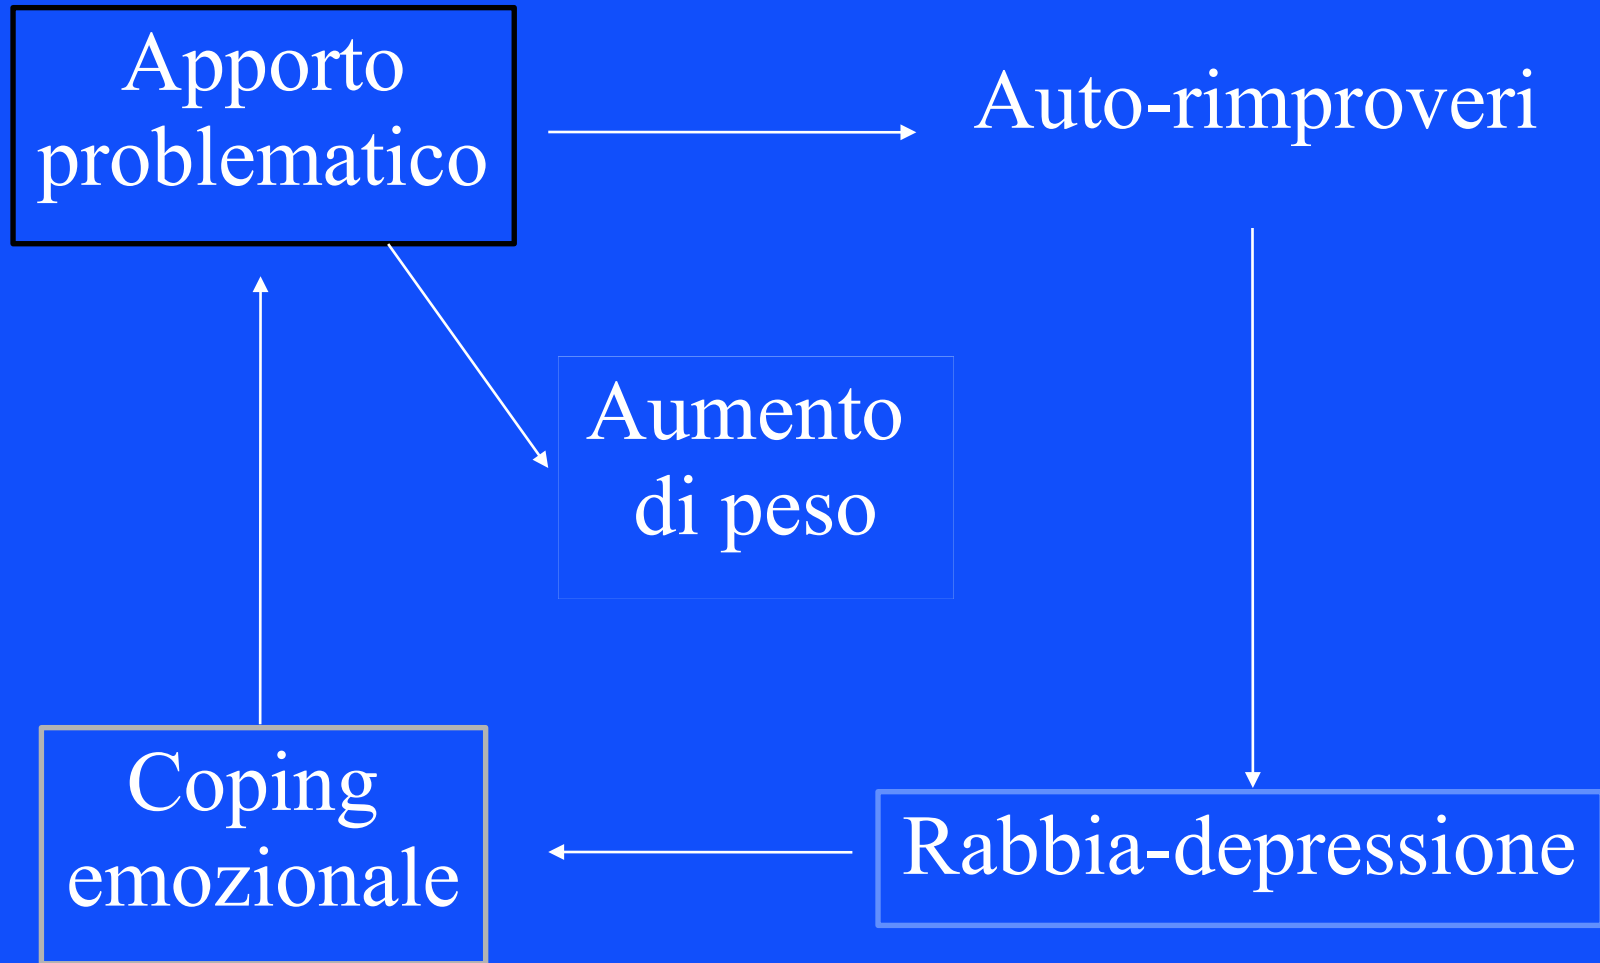 Apporto
problematico
Auto-rimproveri
Aumento
di peso
Coping
emozionale
Rabbia-depressione